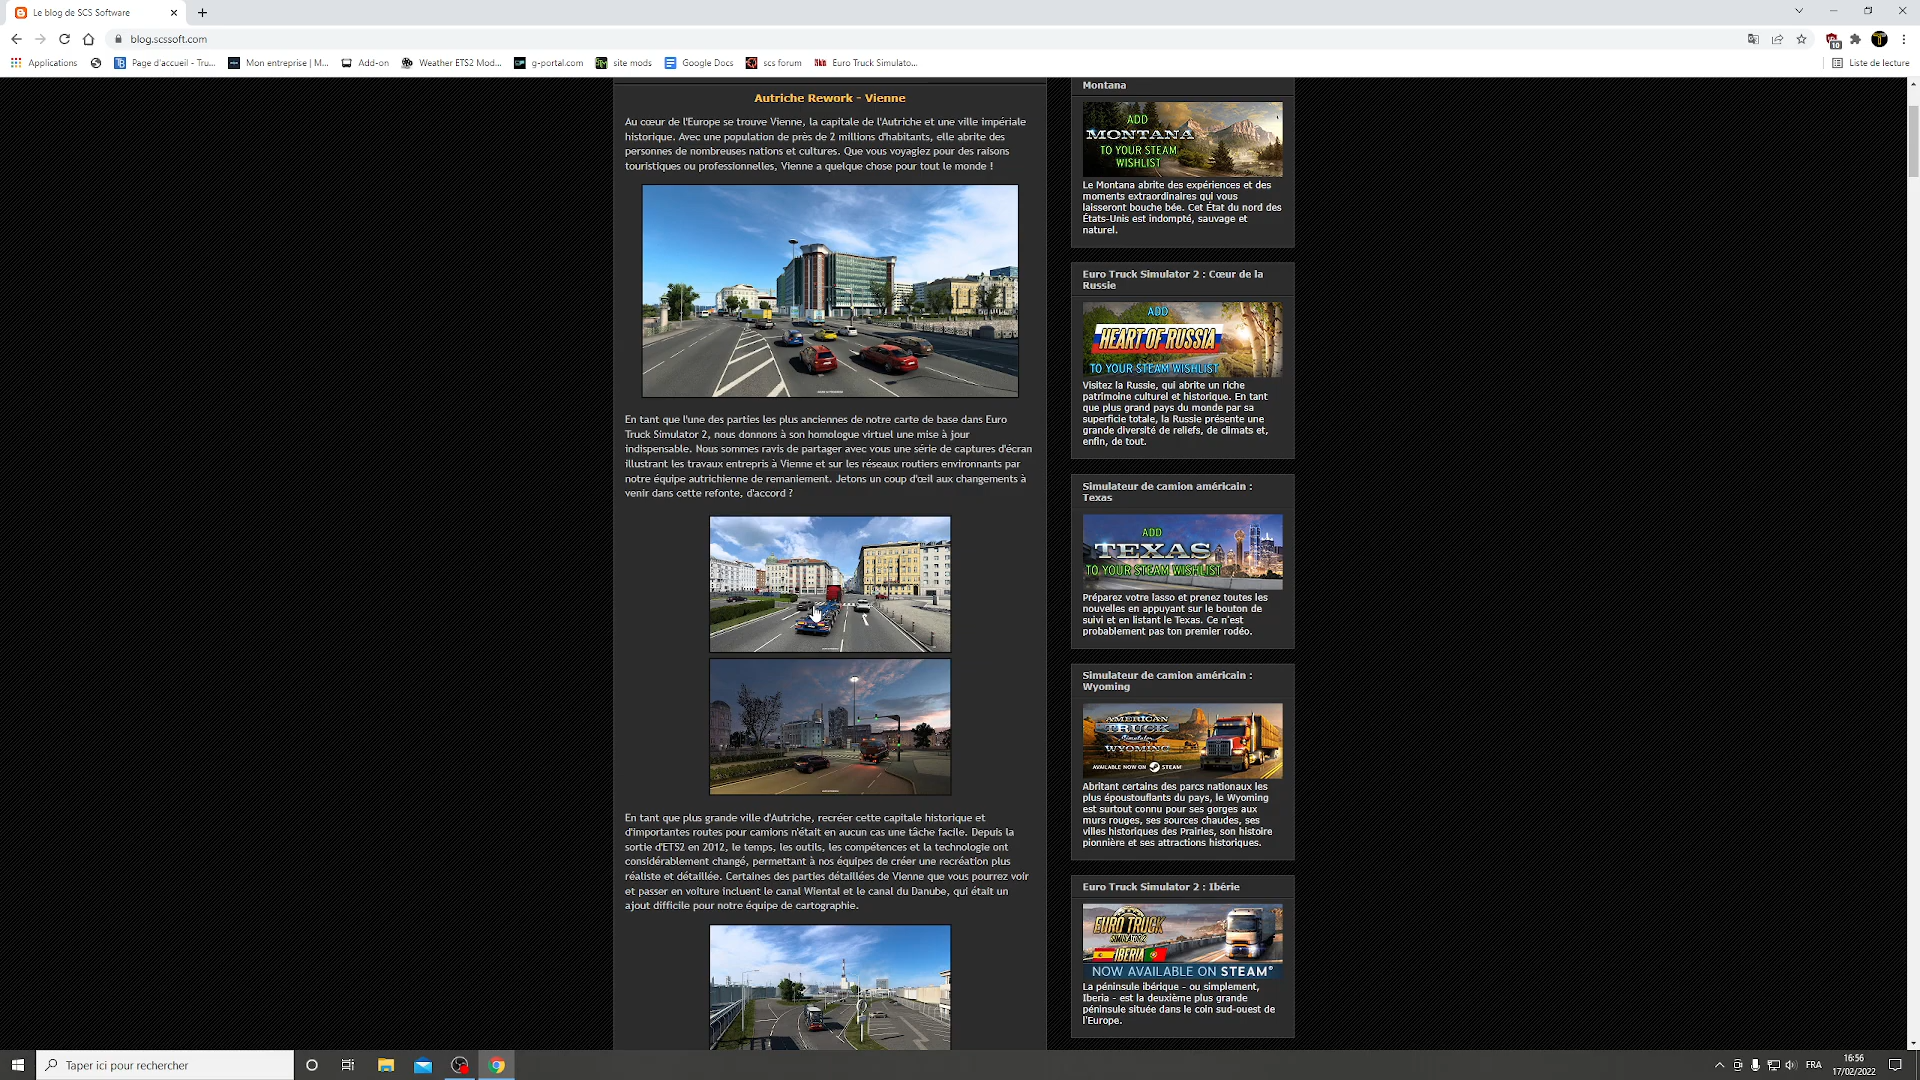 Le blog de SCS Software
blog.scssoft.com
10
Applications
Page d'accueil - Tru...
Mon entreprise | M...
Add-on
Weather ETS2 Mod...
g-portal.com
site mods
Google Docs
scs forum
Euro Truck Simulato...
Liste de lecture
Autriche Rework - Vienne
Au cœur de l'Europe se trouve Vienne, la capitale de l'Autriche et une ville impériale
historique. Avec une population de près de 2 millions d'habitants, elle abrite des
personnes de nombreuses nations et cultures. Que vous voyagiez pour des raisons
touristiques ou professionnelles, Vienne a quelque chose pour tout le monde !
En tant que l'une des parties les plus anciennes de notre carte de base dans Euro
Truck Simulator 2, nous donnons à son homologue virtuel une mise à jour
indispensable. Nous sommes ravis de partager avec vous une série de captures d'écran
illustrant les travaux entrepris à Vienne et sur les réseaux routiers environnants par
notre équipe autrichienne de remaniement. Jetons un coup d'œil aux changements à
venir dans cette refonte, d'accord ?
En tant que plus grande ville d'Autriche, recréer cette capitale historique et
d'importantes routes pour camions n'était en aucun cas une tâche facile. Depuis la
sortie d'ETS2 en 2012, le temps, les outils, les compétences et la technologie ont
considérablement changé, permettant à nos équipes de créer une recréation plus
réaliste et détaillée. Certaines des parties détaillées de Vienne que vous pourrez voir
et passer en voiture incluent le canal Wiental et le canal du Danube, qui était un
ajout difficile pour notre équipe de cartographie.
Montana
ADD
MONTANA
TO YOUR STEAM
WISHLIST
Le Montana abrite des expériences et des
moments extraordinaires qui vous
laisseront bouche bée. Cet État du nord des
États-Unis est indompté, sauvage et
naturel.
Euro Truck Simulator 2 : Cœur de la
Russie
ADD
HEART OF RUSSIA
TO YOUR STEAM WISHLIST
Visitez la Russie, qui abrite un riche
patrimoine culturel et historique. En tant
que plus grand pays du monde par sa
superficie totale, la Russie présente une
grande diversité de reliefs, de climats et,
enfin, de tout.
Simulateur de camion américain :
Texas
ADD
TEXAS
TO YOUR STEAM WISHLIST
Préparez votre lasso et prenez toutes les
nouvelles en appuyant sur le bouton de
suivi et en listant le Texas. Ce n'est
probablement pas ton premier rodéo.
Simulateur de camion américain :
Wyoming
AMERICAN
TRUCK
Simulator
WYOMING
AVAILABLE NOW ON STEAM
Abritant certains des parcs nationaux les
plus époustouflants du pays, le Wyoming
est surtout connu pour ses gorges aux
murs rouges, ses sources chaudes, ses
villes historiques des Prairies, son histoire
pionnière et ses attractions historiques.
Euro Truck Simulator 2 : Ibérie
EURO TRUCK
SIMULATOR 2
IBERIA
NOW AVAILABLE ON STEAM
La péninsule ibérique - ou simplement,
Iberia - est la deuxième plus grande
péninsule située dans le coin sud-ouest de
l'Europe.
Taper ici pour rechercher
FRA
16:56
17/02/2022